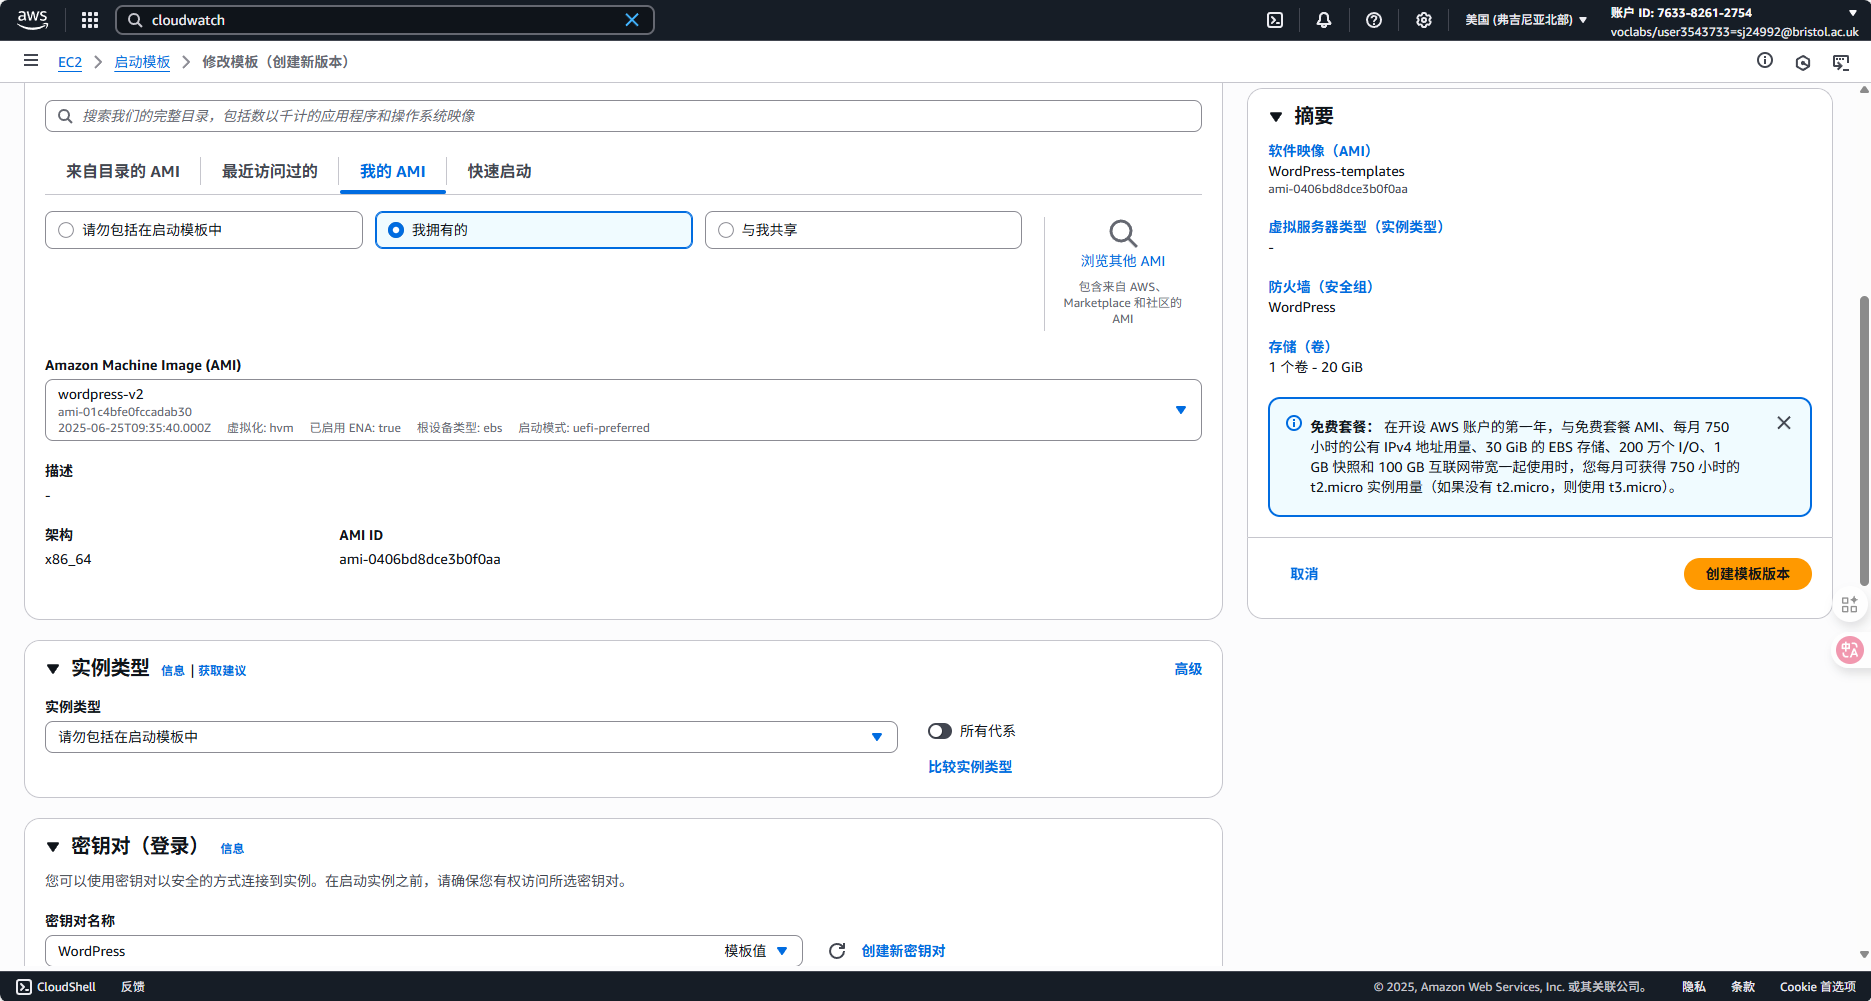 aws
cloudwatch
美国 (弗吉尼亚北部)
账户 ID: 7633-8261-2754
voclabs/user3543733=sj24992@bristol.ac.uk
EC2
启动模板
修改模板（创建新版本）
搜索我们的完整目录，包括数以千计的应用程序和操作系统映像
来自目录的 AMI
最近访问过的
我的 AMI
快速启动
请勿包括在启动模板中
我拥有的
与我共享
浏览其他 AMI
包含来自 AWS、
Marketplace 和社区的
AMI
Amazon Machine Image (AMI)
wordpress-v2
ami-01c4bfe0fccadab30
2025-06-25T09:35:40.000Z 虚拟化: hvm 已启用 ENA: true 根设备类型: ebs 启动模式: uefi-preferred
描述
-
架构
AMI ID
x86_64
ami-0406bd8dce3b0f0aa
实例类型 信息 | 获取建议
高级
实例类型
请勿包括在启动模板中
所有代系
比较实例类型
密钥对（登录） 信息
您可以使用密钥对以安全的方式连接到实例。在启动实例之前，请确保您有权访问所选密钥对。
密钥对名称
WordPress
模板值
创建新密钥对
摘要
软件映像（AMI）
WordPress-templates
ami-0406bd8dce3b0f0aa
虚拟服务器类型（实例类型）
-
防火墙（安全组）
WordPress
存储（卷）
1 个卷 - 20 GiB
免费套餐： 在开设 AWS 账户的第一年，与免费套餐 AMI、每月 750
小时的公有 IPv4 地址用量、30 GiB 的 EBS 存储、200 万个 I/O、1
GB 快照和 100 GB 互联网带宽一起使用时，您每月可获得 750 小时的
t2.micro 实例用量（如果没有 t2.micro，则使用 t3.micro）。
取消
创建模板版本
中A
CloudShell
反馈
© 2025, Amazon Web Services, Inc. 或其关联公司。
隐私
条款
Cookie 首选项